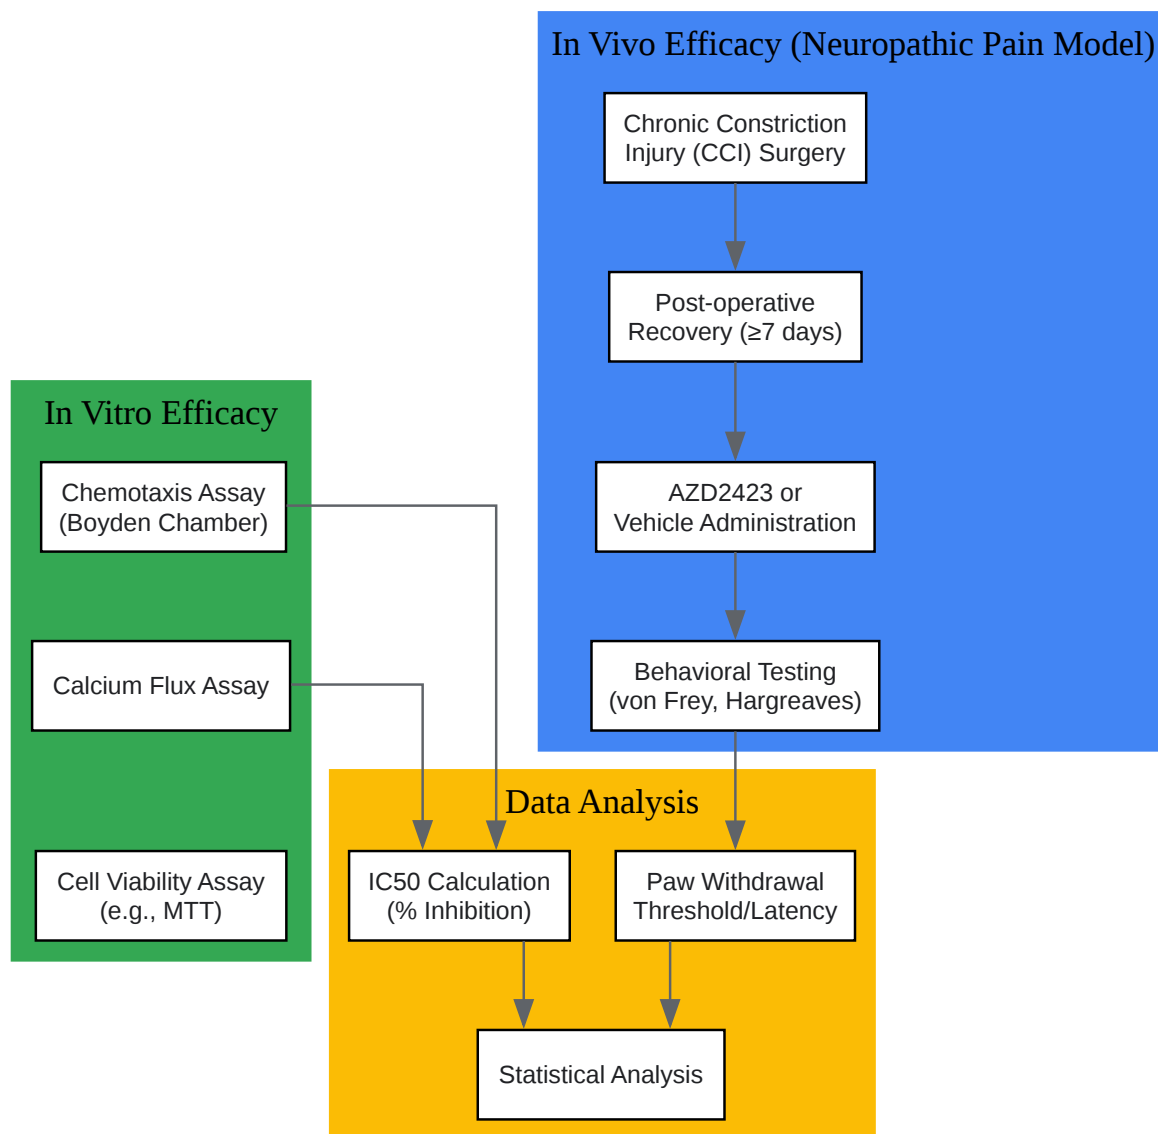 In Vivo Efficacy (Neuropathic Pain Model)
Chronic Constriction
Injury (CCI) Surgery
Post-operative
Recovery (≥7 days)
AZD2423 or
Vehicle Administration
Behavioral Testing
(von Frey, Hargreaves)
In Vitro Efficacy
Chemotaxis Assay
(Boyden Chamber)
Calcium Flux Assay
Cell Viability Assay
(e.g., MTT)
Data Analysis
IC50 Calculation
(% Inhibition)
Paw Withdrawal
Threshold/Latency
Statistical Analysis